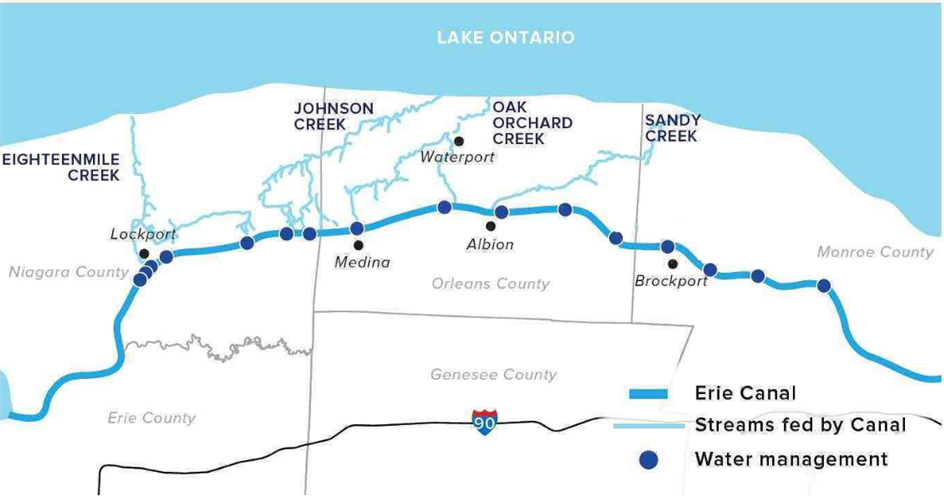 LAKE ONTARIO
JOHNSON
CREEK
OAK
ORCHARD
CREEK
SANDY
CREEK
EIGHTEENMILE
CREEK
Waterport
Lockport
Medina
Albion
Brockport
Niagara County
Monroe County
Orleans County
Genesee County
Erie County
90
Erie Canal
Streams fed by Canal
Water management